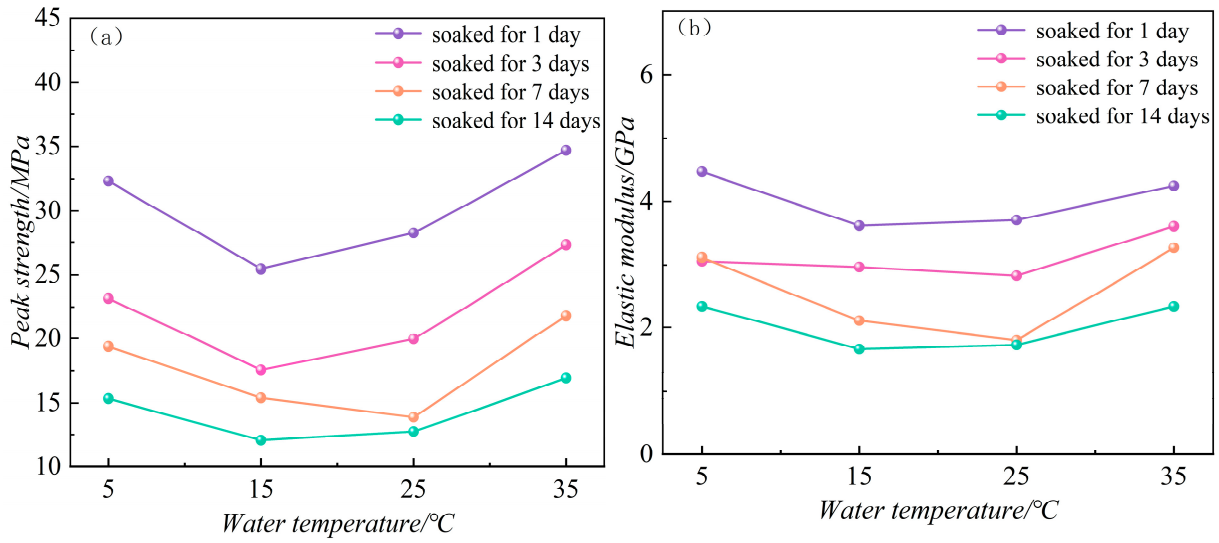 (a)
soaked for 1 day
soaked for 3 days
soaked for 7 days
soaked for 14 days
Peak strength/MPa
45
40
35
30
25
20
15
10
5
15
25
35
Water temperature/℃
(b)
soaked for 1 day
soaked for 3 days
soaked for 7 days
soaked for 14 days
Elastic modulus/GPa
6
4
2
0
5
15
25
35
Water temperature/℃